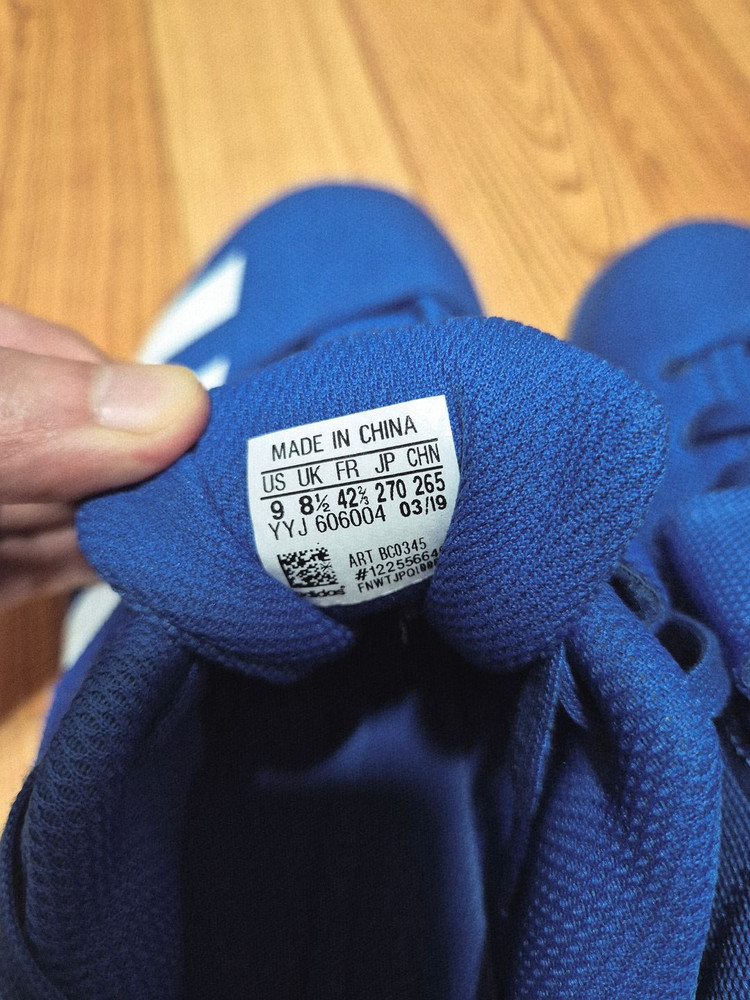 MADE IN CHINA
US UK FR JP CHN
9 8½ 42⅔ 270 265
YYJ 606004 03/19
ART BC0345
adidas